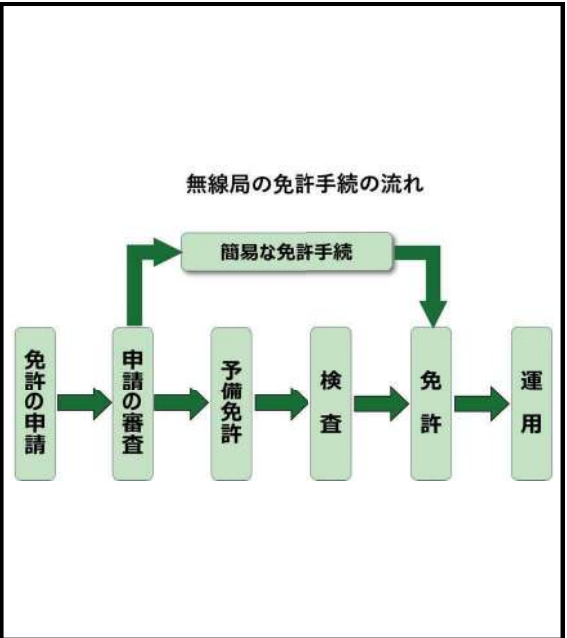 無線局の免許手続の流れ
簡易な免許手続
免許の申請
申請の審査
予備免許
検査
免許
運用